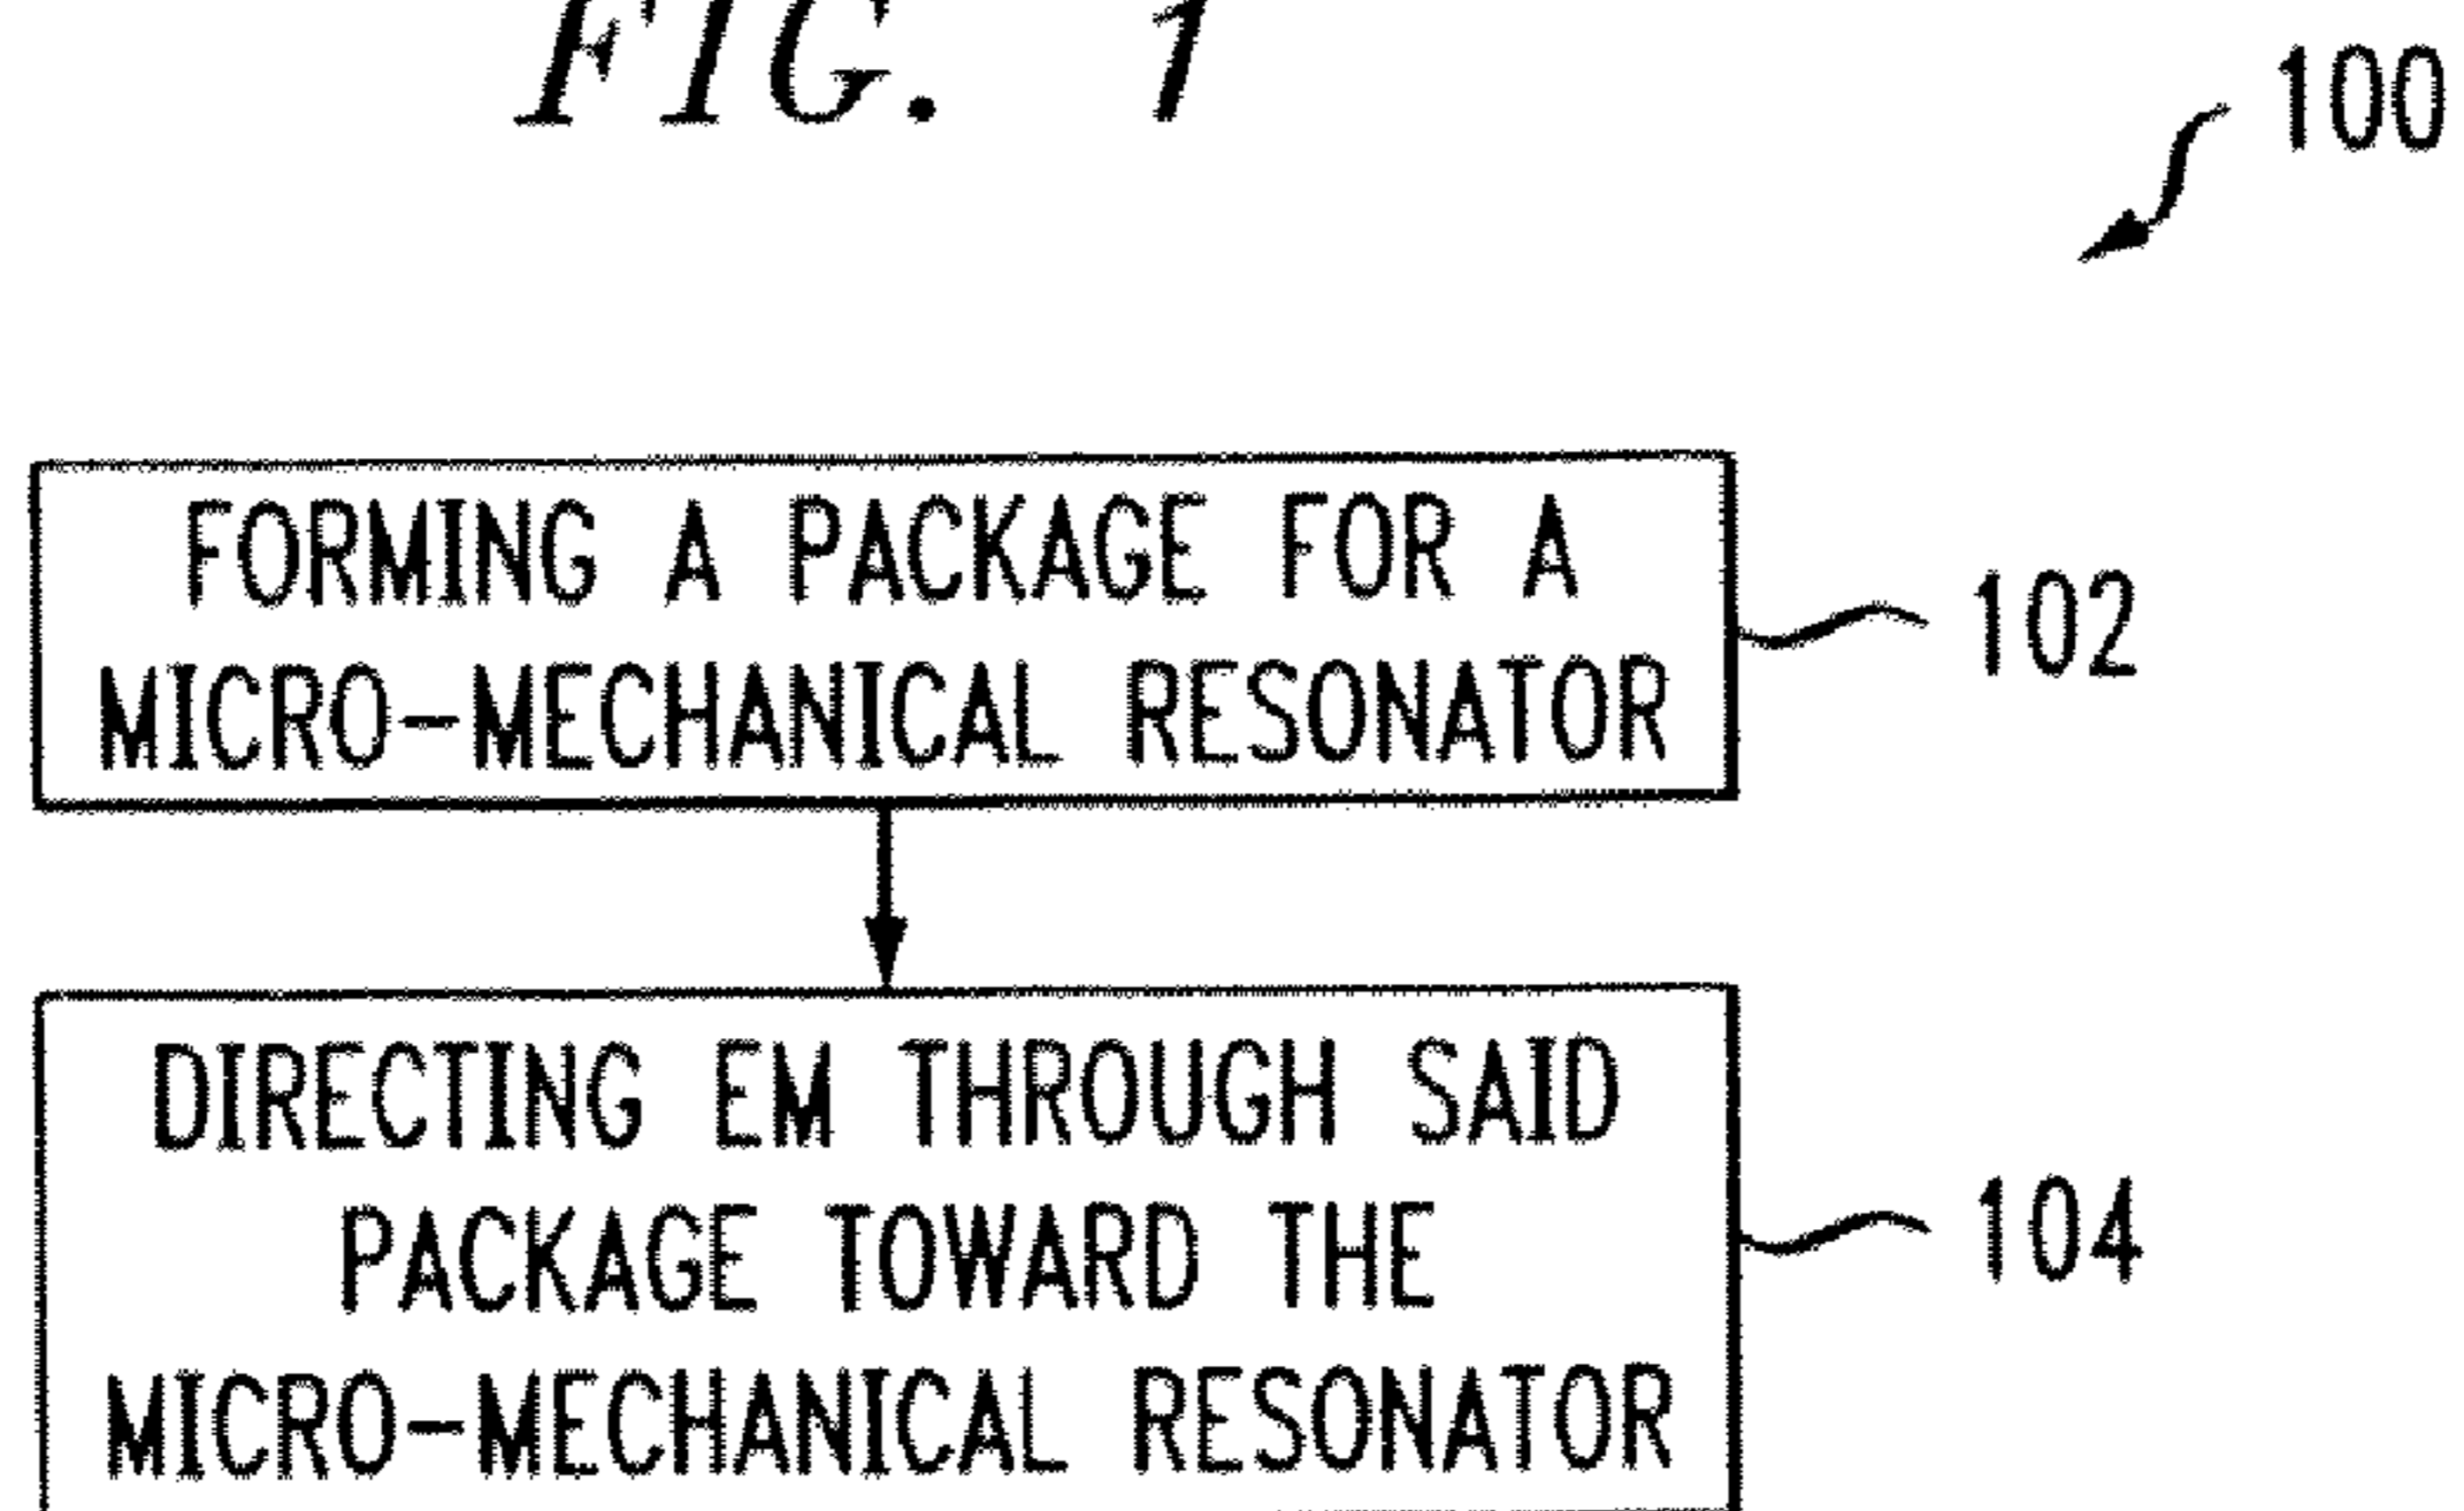 FIG. 1
100
FORMING A PACKAGE FOR A
MICRO-MECHANICAL RESONATOR
102
DIRECTING EM THROUGH SAID
PACKAGE TOWARD THE
MICRO-MECHANICAL RESONATOR
104